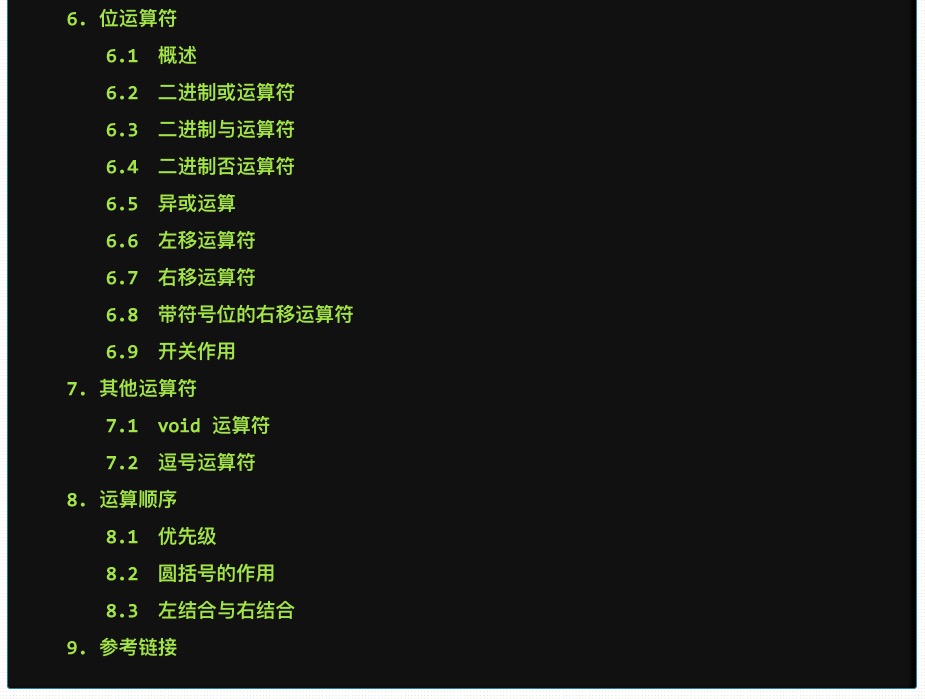 6. 位运算符
6.1 概述
6.2 二进制或运算符
6.3 二进制与运算符
6.4 二进制否运算符
6.5 异或运算
6.6 左移运算符
6.7 右移运算符
6.8 带符号位的右移运算符
6.9 开关作用
7. 其他运算符
7.1 void 运算符
7.2 逗号运算符
8. 运算顺序
8.1 优先级
8.2 圆括号的作用
8.3 左结合与右结合
9. 参考链接